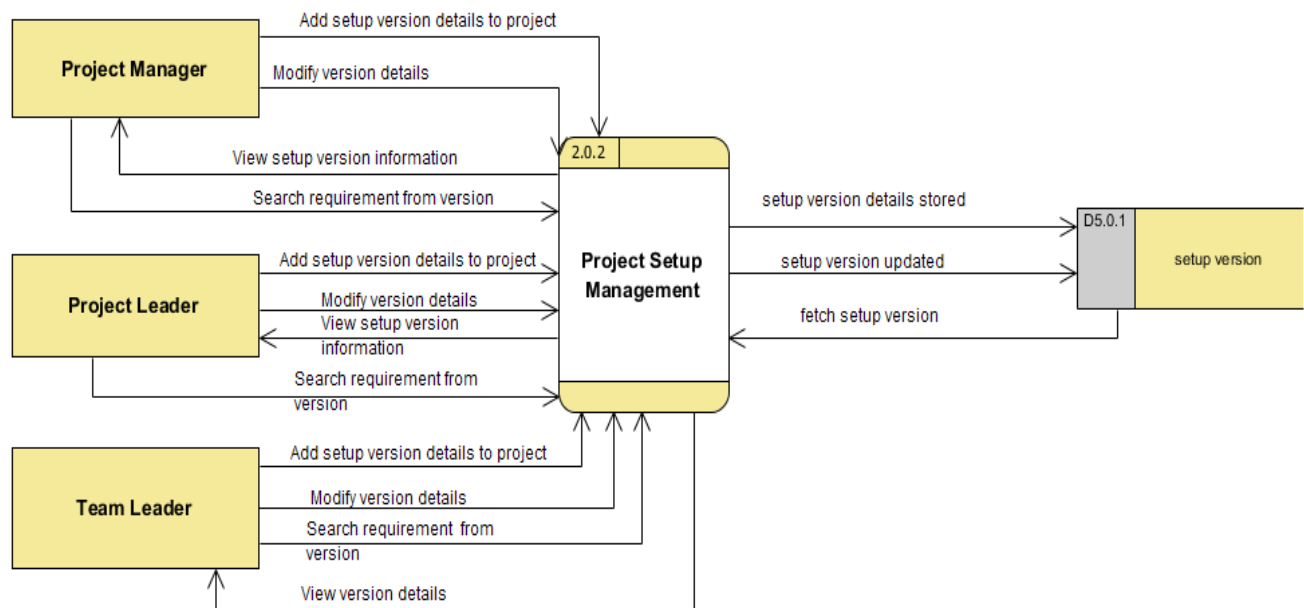 Add setup version details to project
Project Manager
Modify version details
2.0.2
View setup version information
Search requirement from version
setup version details stored
D5.0.1
setup version
Project Setup
Management
Add setup version details to project
setup version updated
Project Leader
Modify version details
View setup version
information
fetch setup version
Search requirement from
version
Add setup version details to project
Team Leader
Modify version details
Search requirement from
version
View version details